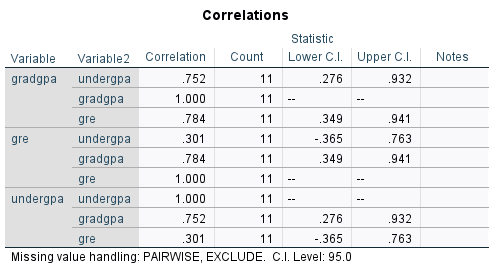 Correlations
Statistic
Variable Variable2 Correlation Count Lower C.I. Upper C.I. Notes
gradgpa undergpa .752 11 .276 .932
gradgpa 1.000 11 -- --
gre .784 11 .349 .941
gre undergpa .301 11 -.365 .763
gradgpa .784 11 .349 .941
gre 1.000 11 -- --
undergpa undergpa 1.000 11 -- --
gradgpa .752 11 .276 .932
gre .301 11 -.365 .763
Missing value handling: PAIRWISE, EXCLUDE. C.I. Level: 95.0